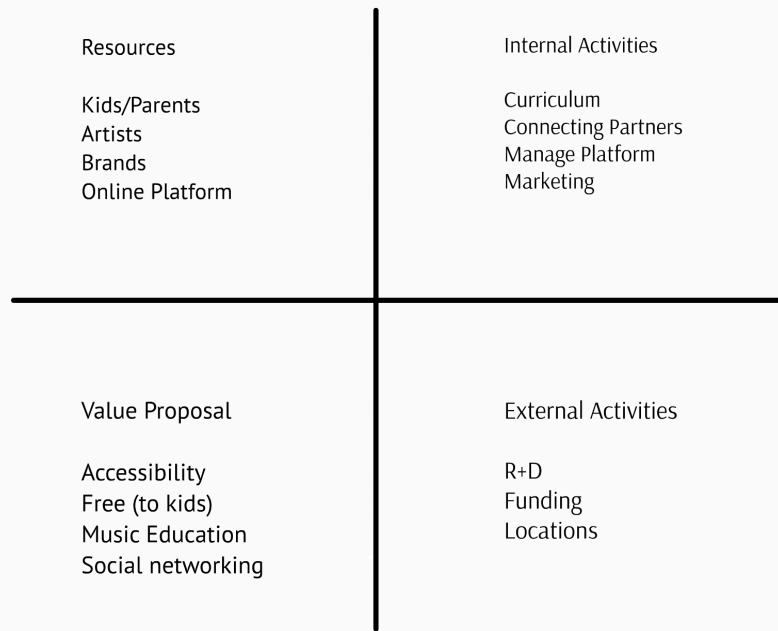 Resources
Kids/Parents
Artists
Brands
Online Platform
Internal Activities
Curriculum
Connecting Partners
Manage Platform
Marketing
Value Proposal
Accessibility
Free (to kids)
Music Education
Social networking
External Activities
R+D
Funding
Locations